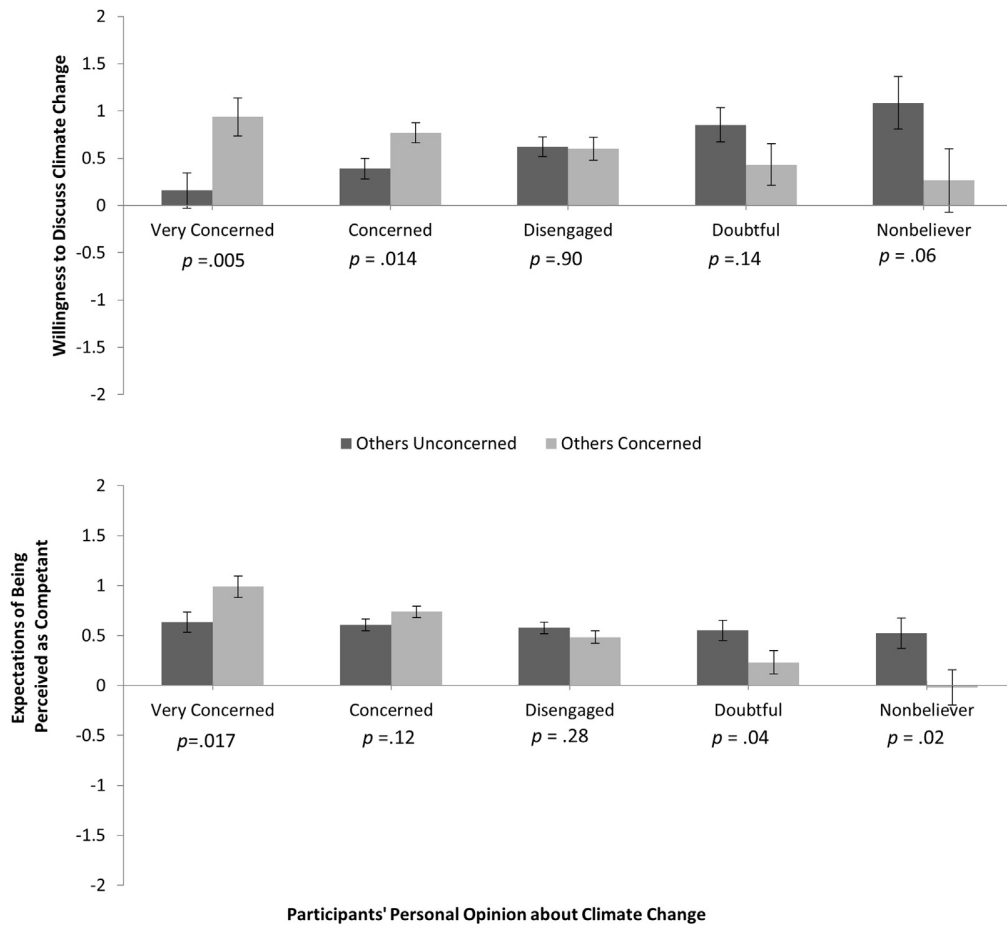 2
1.5
1
0.5
0
-0.5
-1
-1.5
-2
Willingness to Discuss Climate Change
Very Concerned Concerned Disengaged Doubtful Nonbeliever
p =.005 p = .014 p =.90 p =.14 p = .06
Others Unconcerned Others Concerned
2
1.5
1
0.5
0
-0.5
-1
-1.5
-2
Expectations of Being
Perceived as Competant
Very Concerned Concerned Disengaged Doubtful Nonbeliever
p=.017 p =.12 p = .28 p = .04 p = .02
Participants' Personal Opinion about Climate Change